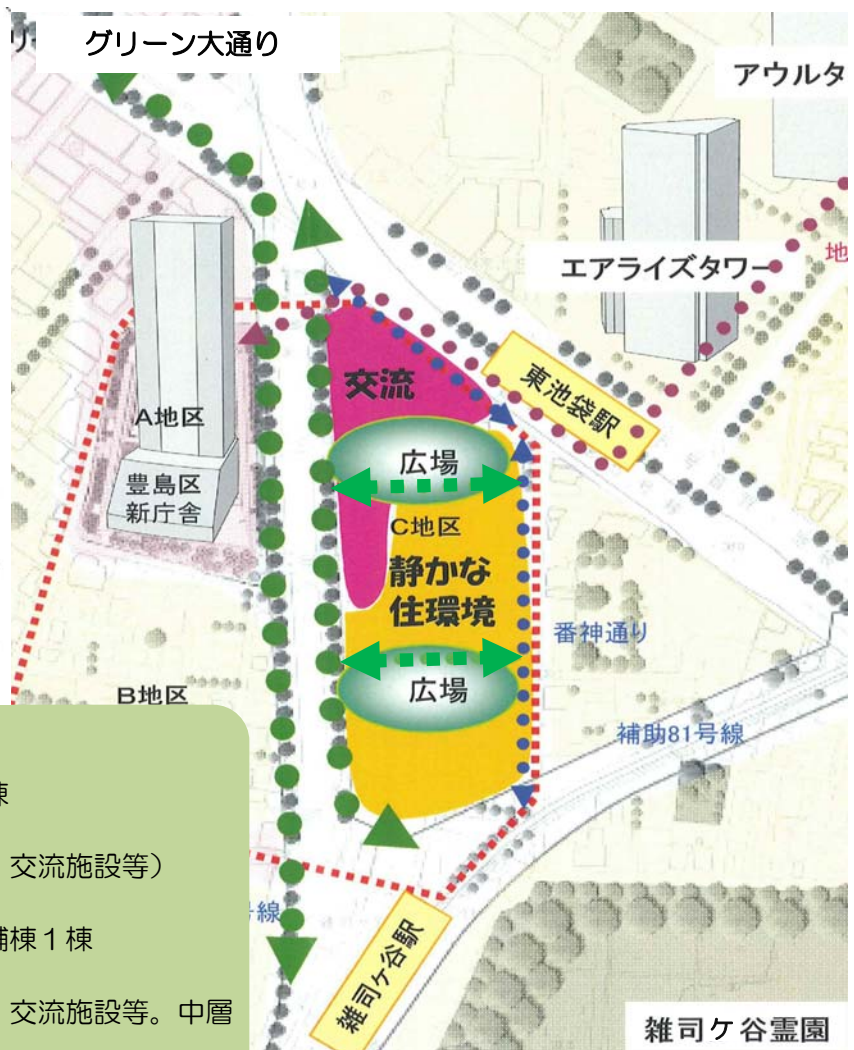 グリーン大通り
アウルタ
エアライズタワー
地
東池袋駅
交流
広場
A地区
豊島区
新庁舎
C地区
静かな
住環境
番神通り
広場
B地区
補助81号線
棟
交流施設等）
号線
舗棟１棟
交流施設等。中層
雑司ヶ谷駅
雑司ケ谷霊園